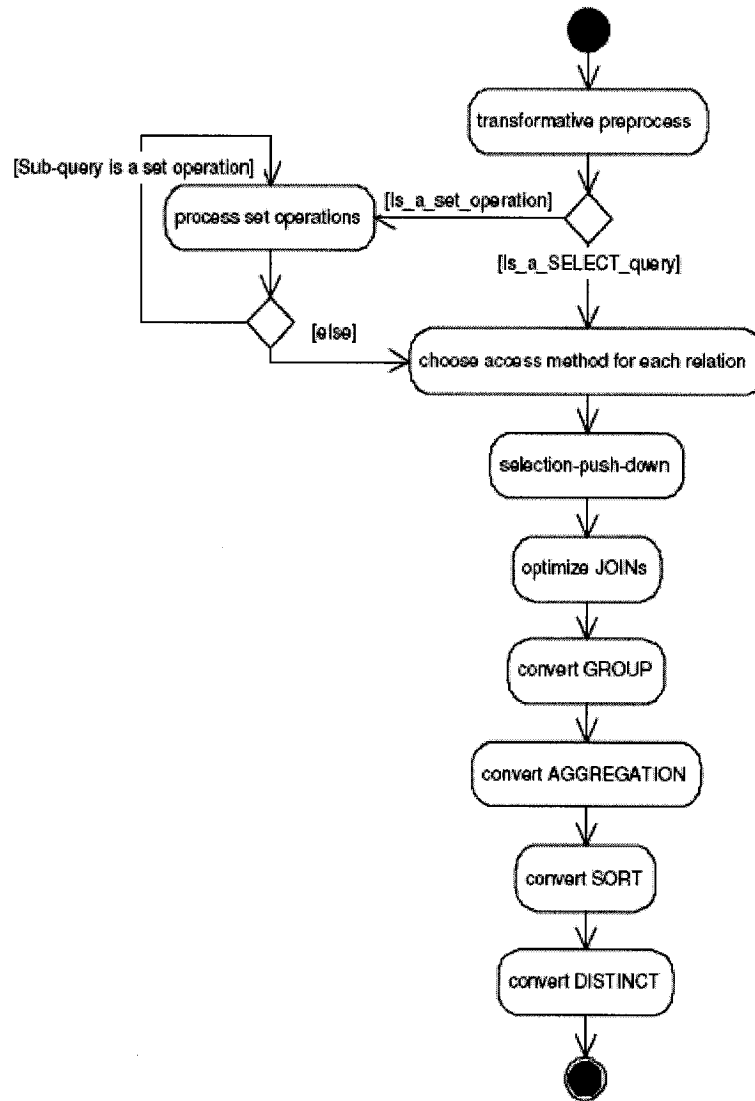 transformative preprocess
[Sub-query is a set operation]
[Is_a_set_operation]
process set operations
[Is_a_SELECT_query]
[else]
choose access method for each relation
selection-push-down
optimize JOINs
convert GROUP
convert AGGREGATION
convert SORT
convert DISTINCT